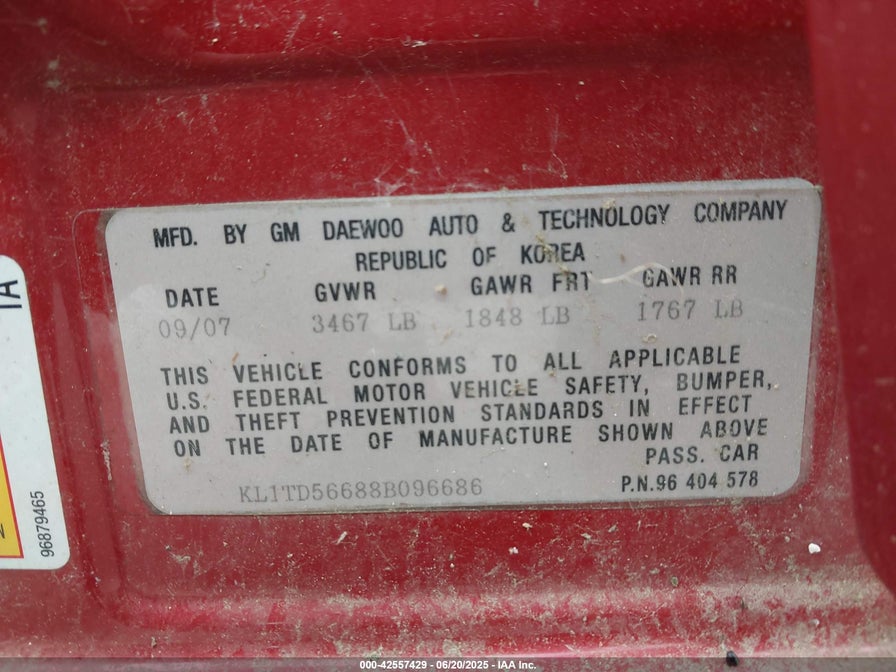 MFD. BY GM DAEWOO AUTO & TECHNOLOGY COMPANY
REPUBLIC OF KOREA
DATE GVWR GAWR FRT GAWR RR
09/07 3467 LB 1848 LB 1767 LB
THIS VEHICLE CONFORMS TO ALL APPLICABLE
U.S. FEDERAL MOTOR VEHICLE SAFETY, BUMPER,
AND THEFT PREVENTION STANDARDS IN EFFECT
ON THE DATE OF MANUFACTURE SHOWN ABOVE
PASS. CAR
KL1TD56688B096686 P.N.96 404 578
96879465
000-42557429 - 06/20/2025 - IAA Inc.